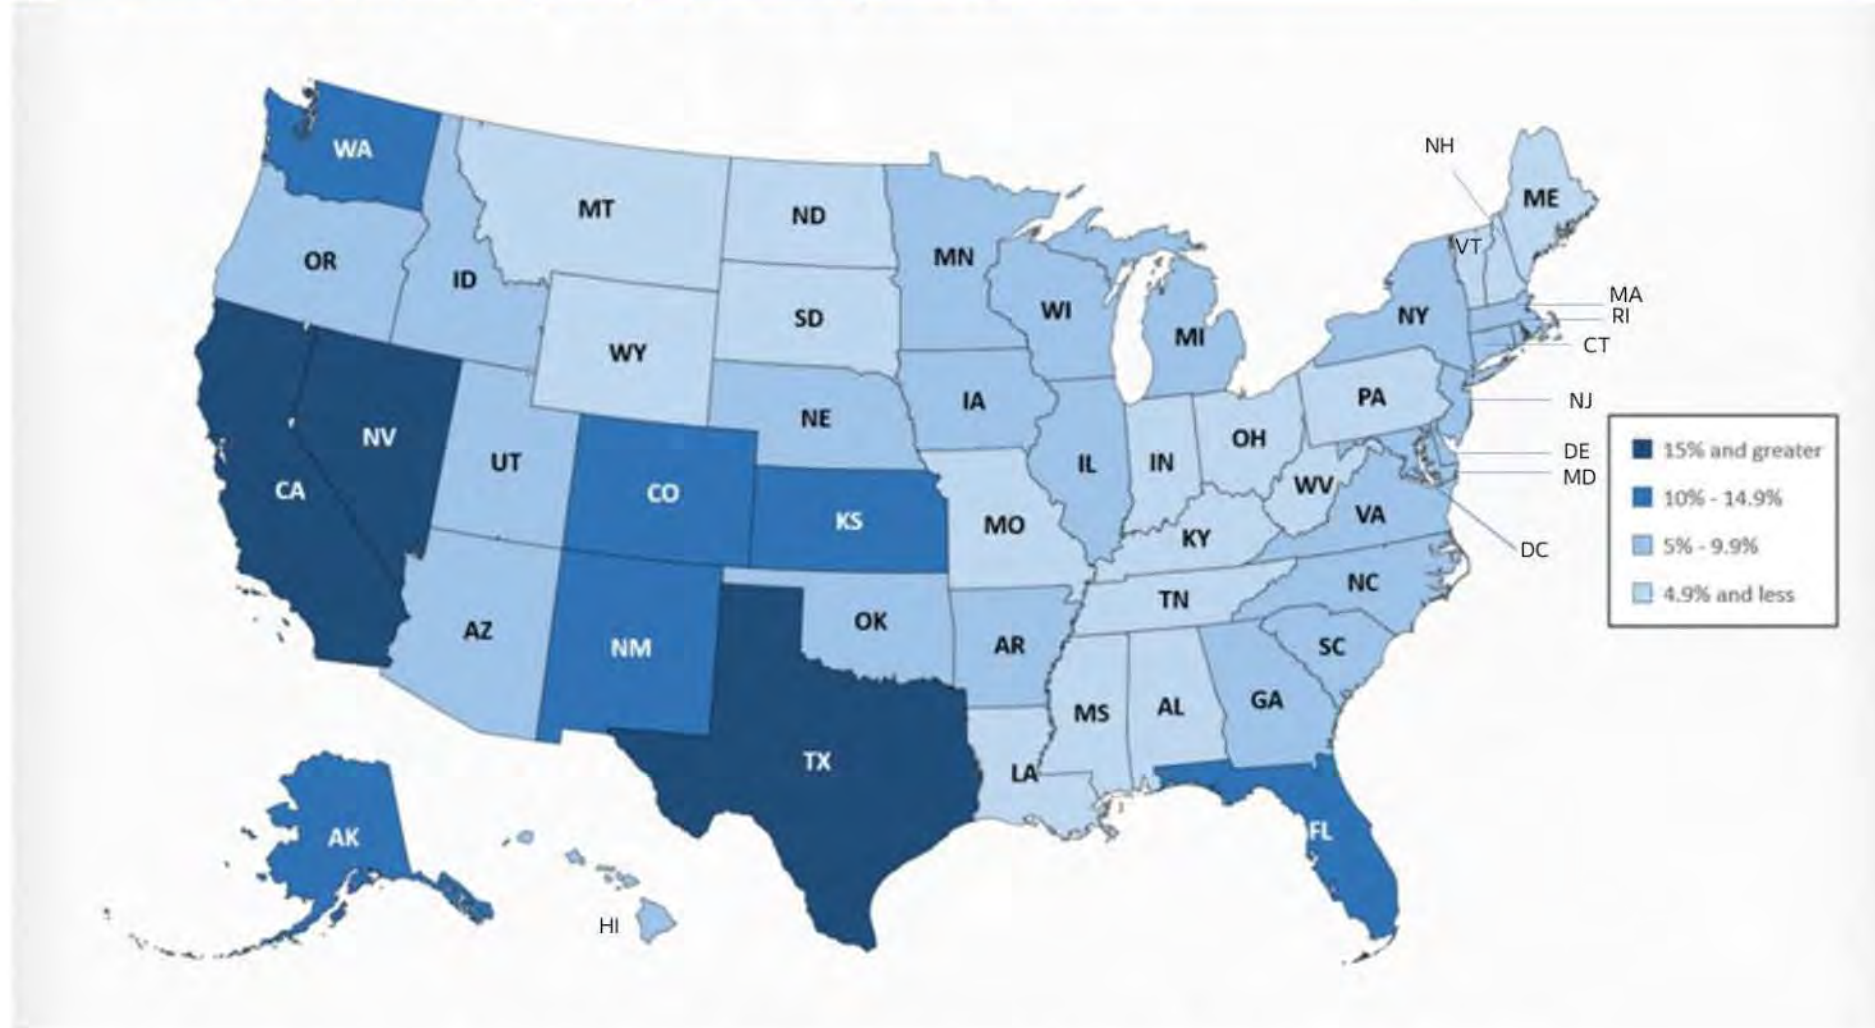 WA
NH
ME
MT
ND
VT
MN
OR
ID
MA
WI
NY
RI
SD
MI
CT
WY
PA
NJ
IA
NE
NV
OH
15% and greater
DE
UT
IL
IN
MD
CA
CO
WV
10% - 14.9%
VA
KS
MO
KY
DC
5% - 9.9%
NC
TN
4.9% and less
OK
AZ
AR
SC
NM
GA
MS
AL
TX
LA
FL
AK
HI